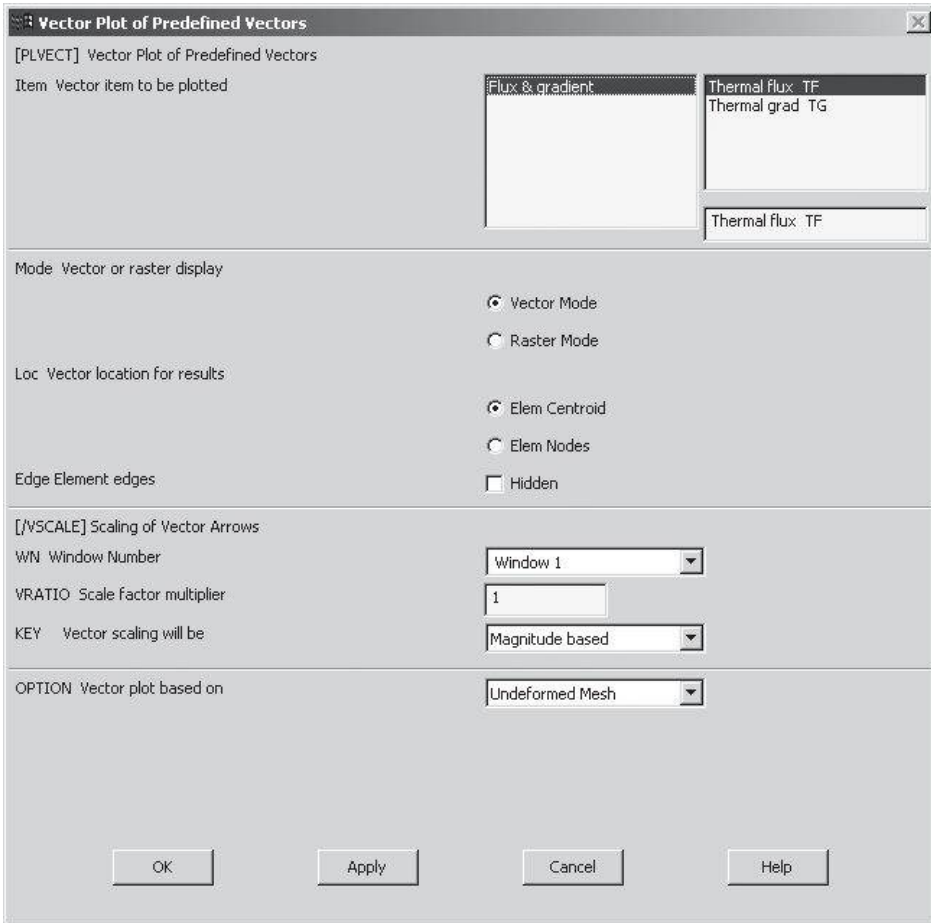 Vector Plot of Predefined Vectors
[PLVECT] Vector Plot of Predefined Vectors
Item Vector item to be plotted
Flux & gradient
Thermal flux TF
Thermal grad TG
Thermal flux TF
Mode Vector or raster display
Vector Mode
Raster Mode
Loc Vector location for results
Elem Centroid
Elem Nodes
Edge Element edges
Hidden
[/VSCALE] Scaling of Vector Arrows
WN Window Number
Window 1
VRATIO Scale factor multiplier
1
KEY Vector scaling will be
Magnitude based
OPTION Vector plot based on
Undeformed Mesh
OK
Apply
Cancel
Help